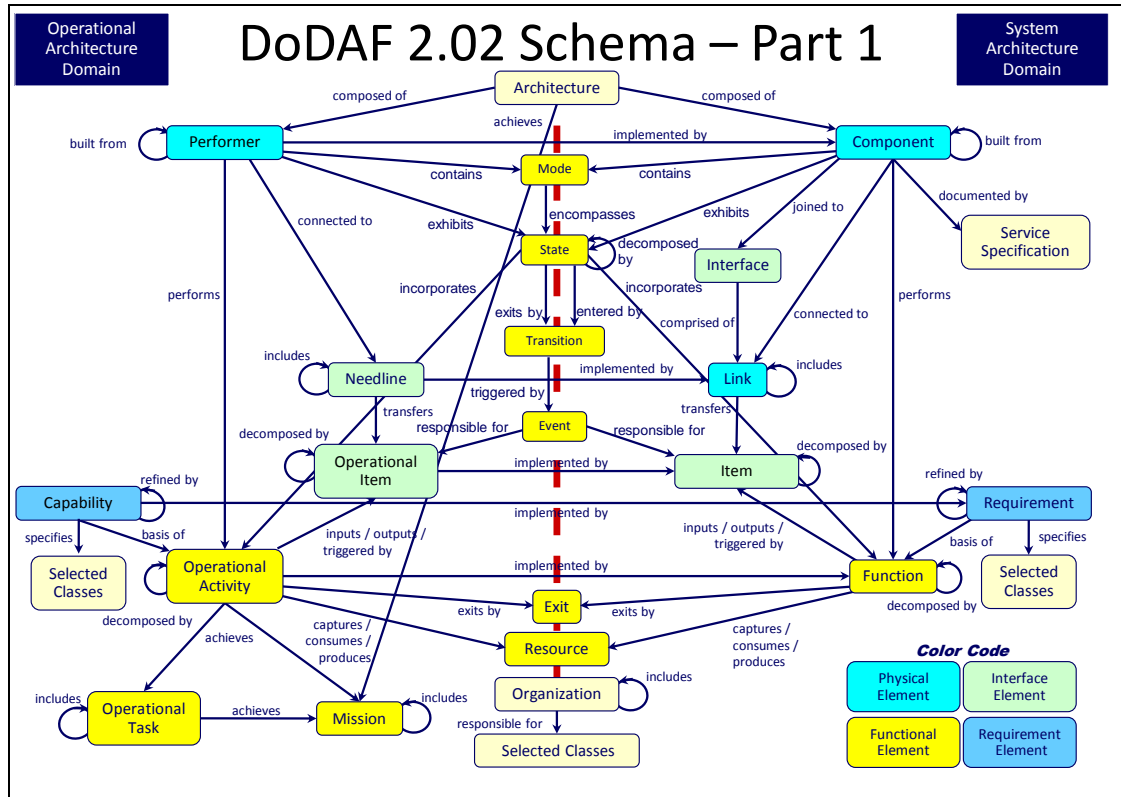 Operational
Architecture
Domain
DoDAF 2.02 Schema – Part 1
System
Architecture
Domain
Architecture
composed of
composed of
achieves
built from
Performer
implemented by
Component
built from
contains
Mode
contains
documented by
connected to
exhibits
encompasses
exhibits
joined to
State
decomposed
by
Interface
Service
Specification
performs
incorporates
incorporates
performs
exits by
entered by
comprised of
connected to
Transition
includes
Needline
implemented by
Link
includes
triggered by
transfers
transfers
responsible for
Event
responsible for
decomposed by
Operational
Item
implemented by
Item
decomposed by
refined by
refined by
Capability
implemented by
Requirement
specifies
basis of
inputs / outputs /
triggered by
inputs / outputs /
triggered by
basis of
specifies
Selected
Classes
Operational
Activity
implemented by
Function
Selected
Classes
exits by
Exit
exits by
decomposed by
decomposed by
achieves
captures /
consumes /
produces
Resource
captures /
consumes /
produces
Color Code
includes
Operational
Task
achieves
Mission
includes
Organization
includes
responsible for
Selected Classes
Physical
Element
Interface
Element
Functional
Element
Requirement
Element